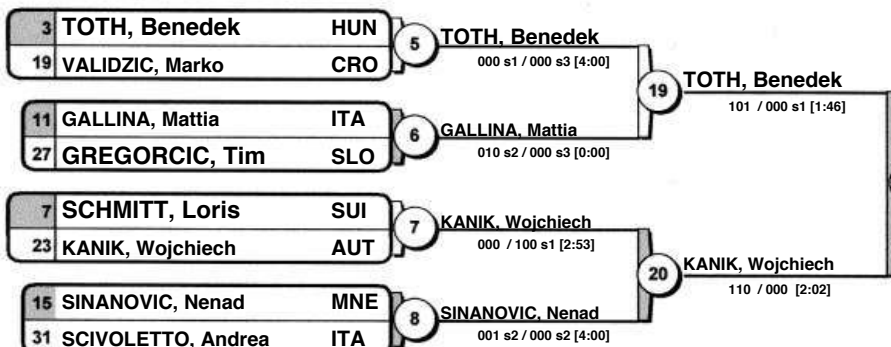 3 TOTH, Benedek HUN
19 VALIDZIC, Marko CRO
5
TOTH, Benedek
000 s1 / 000 s3 [4:00]
11 GALLINA, Mattia ITA
27 GREGORCIC, Tim SLO
6
GALLINA, Mattia
010 s2 / 000 s3 [0:00]
19
TOTH, Benedek
101 / 000 s1 [1:46]
7 SCHMITT, Loris SUI
23 KANIK, Wojchiech AUT
7
KANIK, Wojchiech
000 / 100 s1 [2:53]
15 SINANOVIC, Nenad MNE
31 SCIVOLETTO, Andrea ITA
8
SINANOVIC, Nenad
001 s2 / 000 s2 [4:00]
20
KANIK, Wojchiech
110 / 000 [2:02]